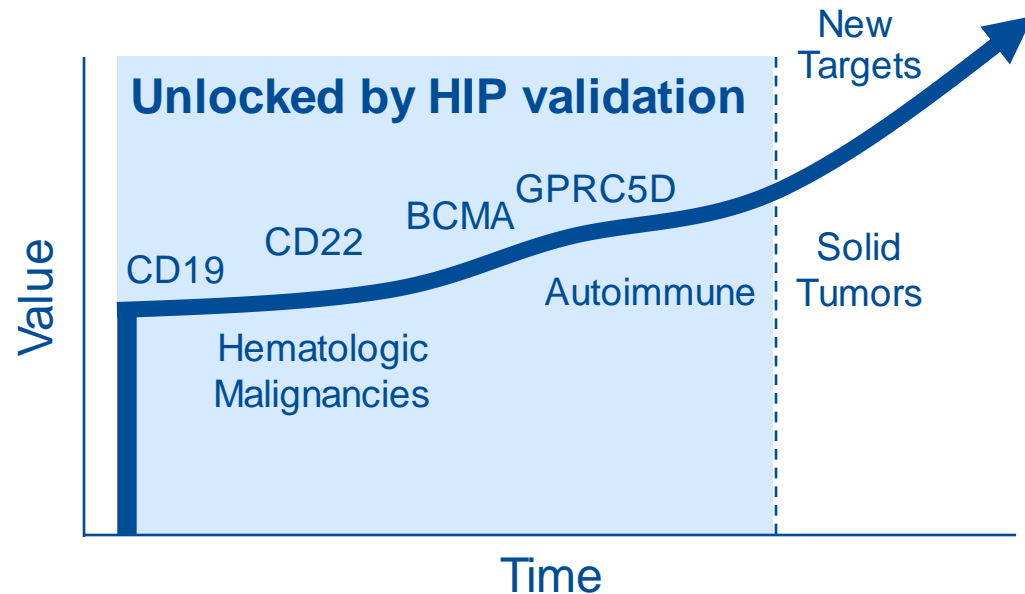 New
Targets
Unlocked by HIP validation
GPRC5D
BCMA
CD22
CD19
Solid
Tumors
Autoimmune
Hematologic
Malignancies
Value
Time